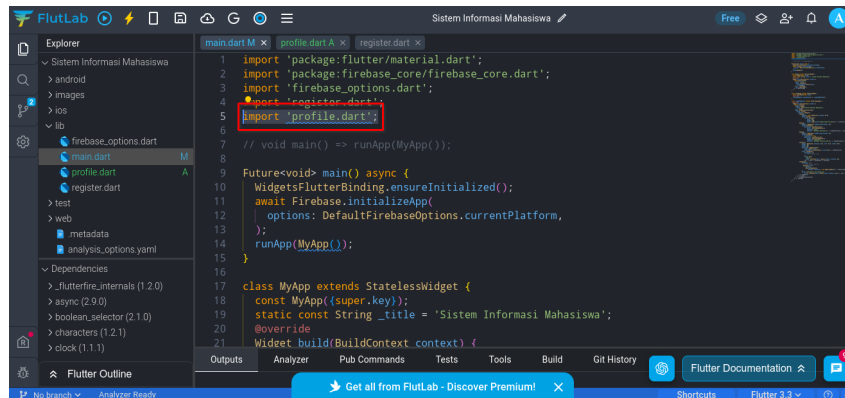 FlutLab
Sistem Informasi Mahasiswa
Free
A
Explorer
Sistem Informasi Mahasiswa
android
images
ios
lib
firebase_options.dart
main.dart M
profile.dart A
register.dart
test
web
.metadata
analysis_options.yaml
Dependencies
_flutterfire_internals (1.2.0)
async (2.9.0)
boolean_selector (2.1.0)
characters (1.2.1)
clock (1.1.1)
Flutter Outline
2
main.dart M
profile.dart A
register.dart
1 import 'package:flutter/material.dart';
2 import 'package:firebase_core/firebase_core.dart';
3 import 'firebase_options.dart';
4 import 'register.dart';
5 import 'profile.dart';
6
7 // void main() => runApp(MyApp());
8
9 Future<void> main() async {
10 WidgetsFlutterBinding.ensureInitialized();
11 await Firebase.initializeApp(
12 options: DefaultFirebaseOptions.currentPlatform,
13 );
14 runApp(MyApp());
15 }
16
17 class MyApp extends StatelessWidget {
18 const MyApp({super.key});
19 static const String _title = 'Sistem Informasi Mahasiswa';
20 @override
21 Widget build(BuildContext context) {
Outputs Analyzer Pub Commands Tests Tools Build Git History
Flutter Documentation
Get all from FlutLab - Discover Premium!
No branch Analyzer Ready
Shortcuts Flutter 3.3